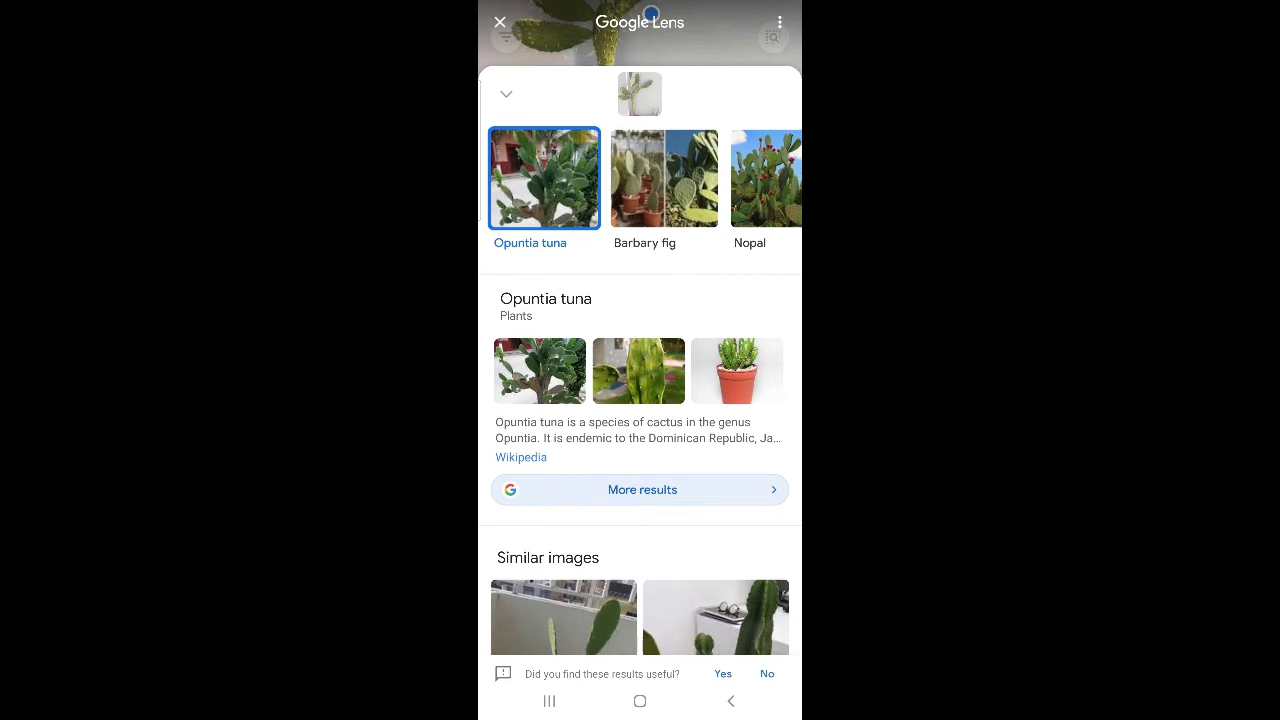 Google Lens
Opuntia tuna
Barbary fig
Nopal
Opuntia tuna
Plants
Opuntia tuna is a species of cactus in the genus
Opuntia. It is endemic to the Dominican Republic, Ja...
Wikipedia
More results
Similar images
Did you find these results useful?
Yes
No